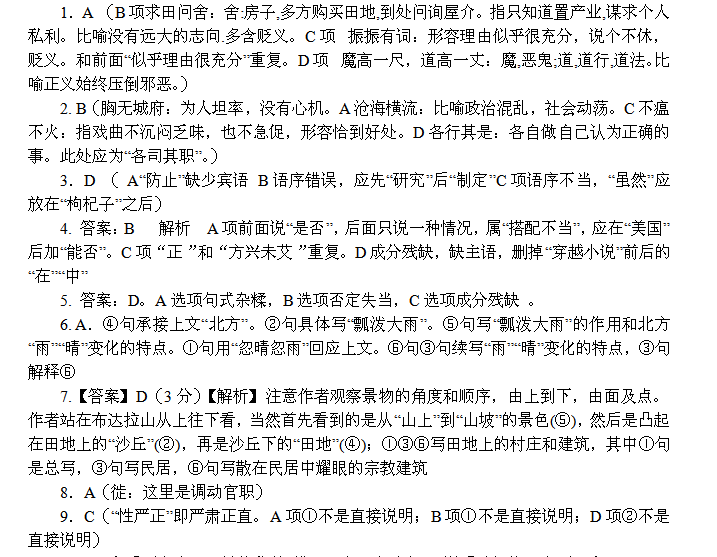 1．A （B项求田问舍：舍:房子,多方购买田地,到处问询屋介。指只知道置产业,谋求个人
私利。比喻没有远大的志向.多含贬义。C项 振振有词：形容理由似乎很充分，说个不休，
贬义。和前面“似乎理由很充分”重复。D项 魔高一尺，道高一丈：魔,恶鬼;道,道行,道法。比
喻正义始终压倒邪恶。）
2. B（胸无城府：为人坦率，没有心机。A沧海横流：比喻政治混乱，社会动荡。C不瘟
不火：指戏曲不沉闷乏味，也不急促，形容恰到好处。D各行其是：各自做自己认为正确的
事。此处应为“各司其职”。）
3．D （ A“防止”缺少宾语 B语序错误，应先“研究”后“制定”C项语序不当，“虽然”应
放在“枸杞子”之后）
4. 答案：B 解析 A项前面说“是否”，后面只说一种情况，属“搭配不当”，应在“美国”
后加“能否”。C项“正”和“方兴未艾”重复。D成分残缺，缺主语，删掉“穿越小说”前后的
“在”“中”
5. 答案：D。A选项句式杂糅，B选项否定失当，C选项成分残缺 。
6.A．④句承接上文“北方”。②句具体写“瓢泼大雨”。⑤句写“瓢泼大雨”的作用和北方
“雨”“晴”变化的特点。①句用“忽晴忽雨”回应上文。⑥句③句续写“雨”“晴”变化的特点，③句
解释⑥
7.【答案】D（3分）【解析】注意作者观察景物的角度和顺序，由上到下，由面及点。
作者站在布达拉山从上往下看，当然首先看到的是从“山上”到“山坡”的景色(⑤)，然后是凸起
在田地上的“沙丘”(②)，再是沙丘下的“田地”(④)；①③⑥写田地上的村庄和建筑，其中①句
是总写，③句写民居，⑥句写散在民居中耀眼的宗教建筑
8．A（徙：这里是调动官职）
9．C（“性严正”即严肃正直。A项①不是直接说明；B项①不是直接说明；D项②不是
直接说明）